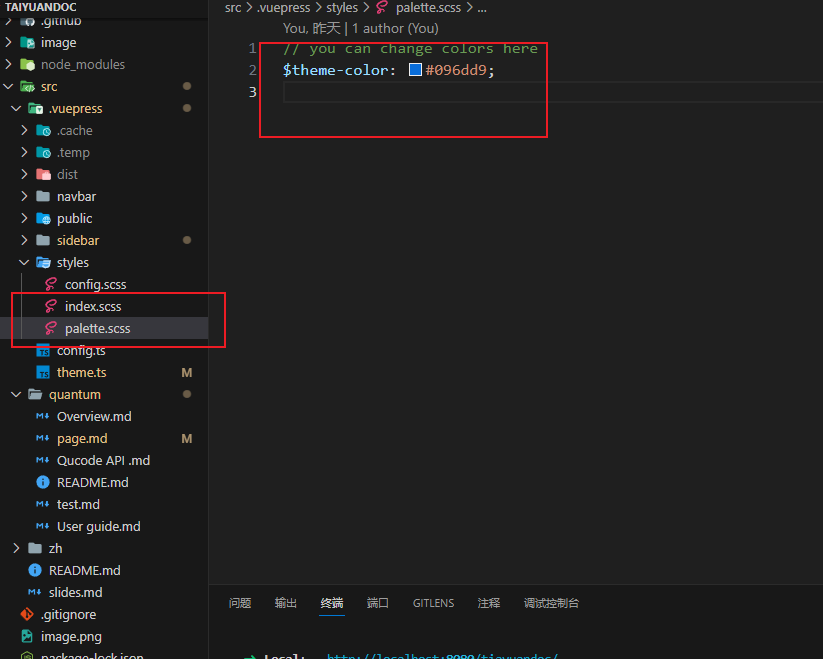 TAIYUANDOC
.github
image
node_modules
src
.vuepress
.cache
.temp
dist
navbar
public
sidebar
styles
config.scss
index.scss
palette.scss
config.ts
theme.ts M
quantum
Overview.md
page.md M
Qucode API .md
README.md
test.md
User guide.md
zh
README.md
slides.md
.gitignore
image.png
package-lock.json
src > .vuepress > styles > palette.scss > ...
You, 昨天 | 1 author (You)
1 // you can change colors here
2 $theme-color: #096dd9;
3
问题 输出 终端 端口 GITLENS 注释 调试控制台
➜ Local: http://localhost:8080/tiayuandoc/